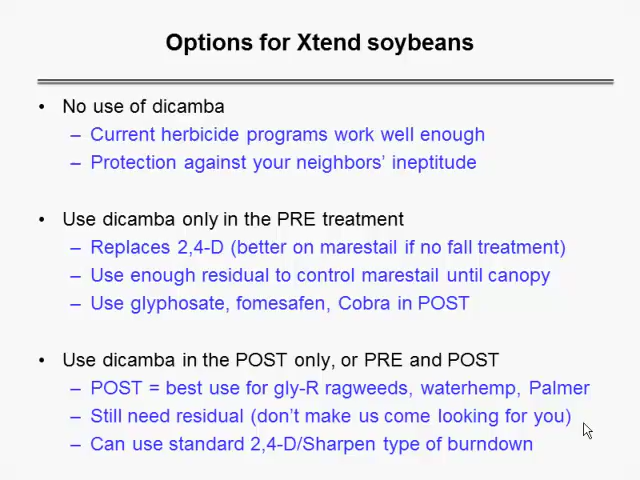 Options for Xtend soybeans
• No use of dicamba
– Current herbicide programs work well enough
– Protection against your neighbors' ineptitude
• Use dicamba only in the PRE treatment
– Replaces 2,4-D (better on marestail if no fall treatment)
– Use enough residual to control marestail until canopy
– Use glyphosate, fomesafen, Cobra in POST
• Use dicamba in the POST only, or PRE and POST
– POST = best use for gly-R ragweeds, waterhemp, Palmer
– Still need residual (don't make us come looking for you)
– Can use standard 2,4-D/Sharpen type of burndown